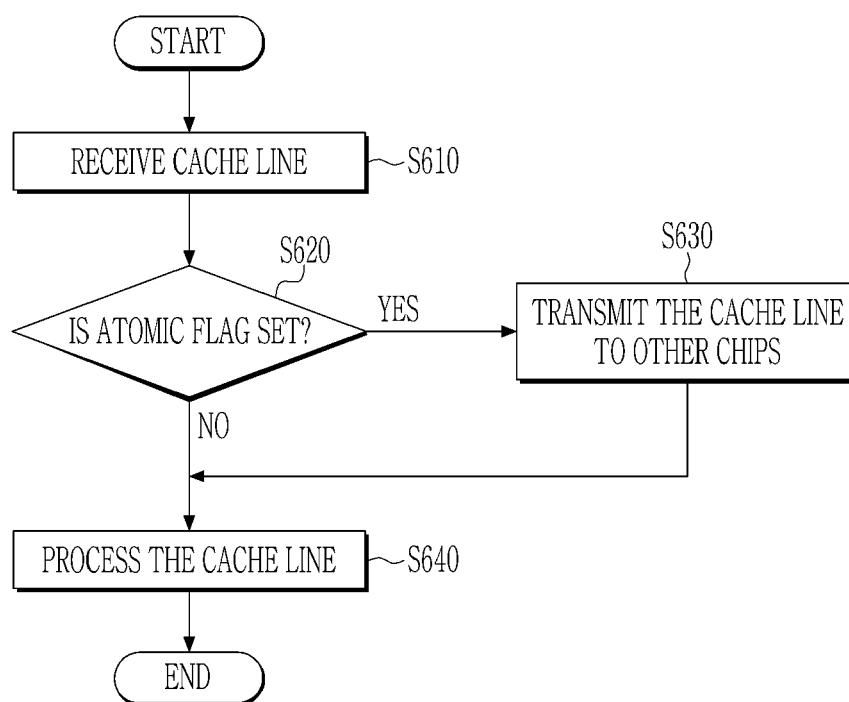 START
RECEIVE CACHE LINE
S610
S620
IS ATOMIC FLAG SET?
YES
S630
TRANSMIT THE CACHE LINE
TO OTHER CHIPS
NO
PROCESS THE CACHE LINE
S640
END